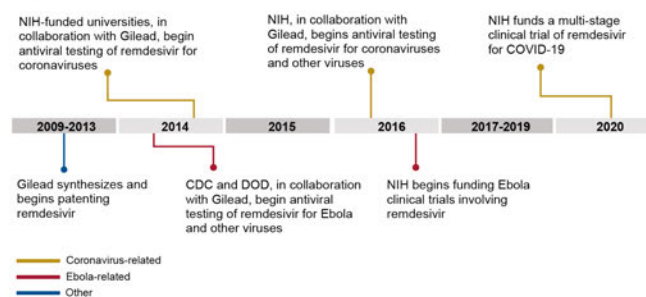 NIH-funded universities, in
collaboration with Gilead, begin
antiviral testing of remdesivir for
coronaviruses
NIH, in collaboration with
Gilead, begins antiviral testing
of remdesivir for coronaviruses
and other viruses
NIH funds a multi-stage
clinical trial of remdesivir
for COVID-19
2009-2013
2014
2015
2016
2017-2019
2020
Gilead synthesizes and
begins patenting
remdesivir
CDC and DOD, in collaboration
with Gilead, begin antiviral
testing of remdesivir for Ebola
and other viruses
NIH begins funding Ebola
clinical trials involving
remdesivir
Coronavirus-related
Ebola-related
Other